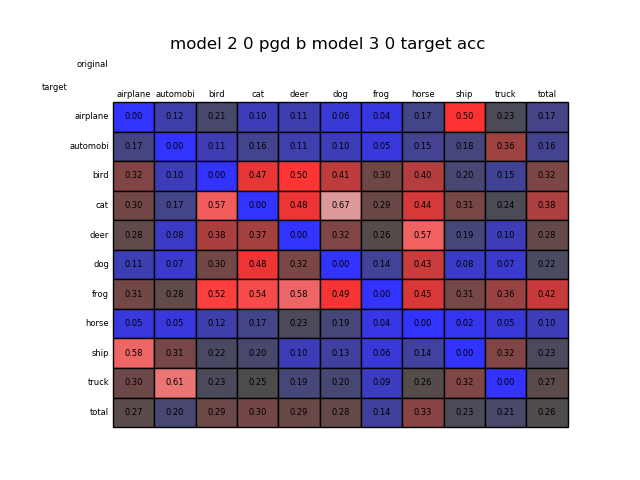 model 2 0 pgd b model 3 0 target acc
original
target
airplane automobi bird cat deer dog frog horse ship truck total
airplane 0.00 0.12 0.21 0.10 0.11 0.06 0.04 0.17 0.50 0.23 0.17
automobi 0.17 0.00 0.11 0.16 0.11 0.10 0.05 0.15 0.18 0.36 0.16
bird 0.32 0.10 0.00 0.47 0.50 0.41 0.30 0.40 0.20 0.15 0.32
cat 0.30 0.17 0.57 0.00 0.48 0.67 0.29 0.44 0.31 0.24 0.38
deer 0.28 0.08 0.38 0.37 0.00 0.32 0.26 0.57 0.19 0.10 0.28
dog 0.11 0.07 0.30 0.48 0.32 0.00 0.14 0.43 0.08 0.07 0.22
frog 0.31 0.28 0.52 0.54 0.58 0.49 0.00 0.45 0.31 0.36 0.42
horse 0.05 0.05 0.12 0.17 0.23 0.19 0.04 0.00 0.02 0.05 0.10
ship 0.58 0.31 0.22 0.20 0.10 0.13 0.06 0.14 0.00 0.32 0.23
truck 0.30 0.61 0.23 0.25 0.19 0.20 0.09 0.26 0.32 0.00 0.27
total 0.27 0.20 0.29 0.30 0.29 0.28 0.14 0.33 0.23 0.21 0.26